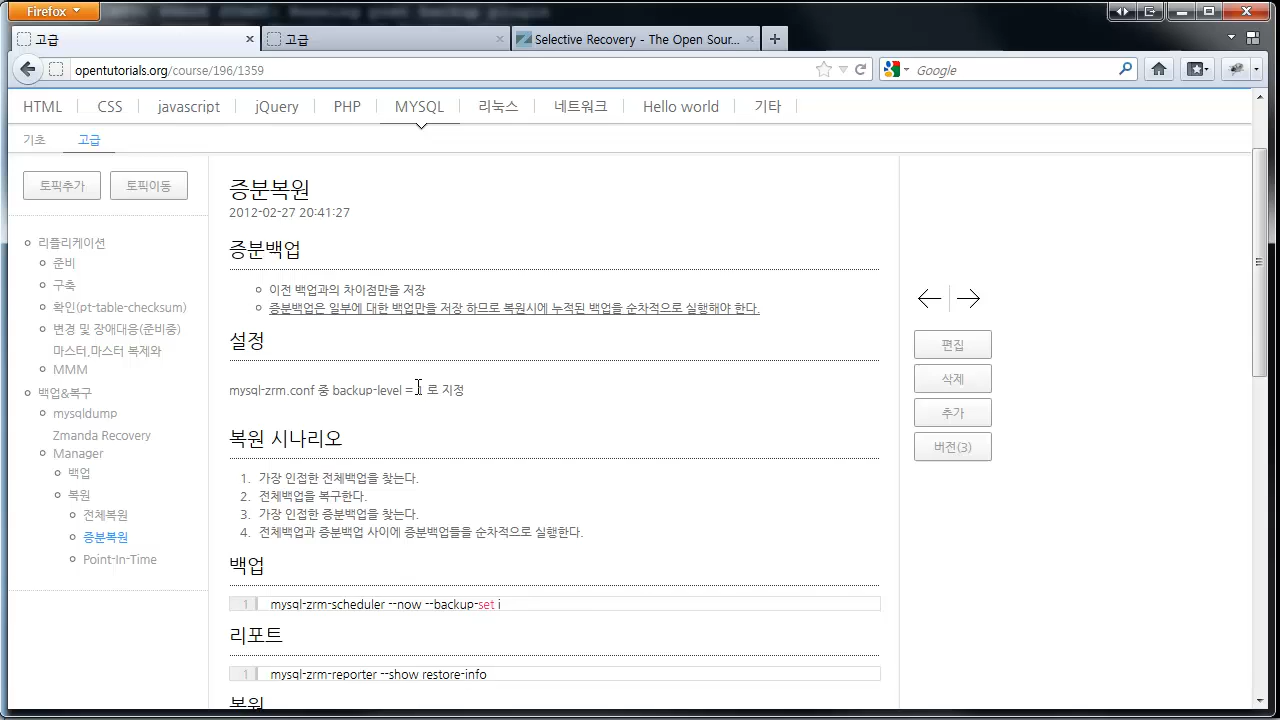 Firefox
고급
고급
Selective Recovery - The Open Sour...
opentutorials.org/course/196/1359
Google
HTML CSS javascript jQuery PHP MYSQL 리눅스 네트워크 Hello world 기타
기초 고급
토픽추가 토픽이동
리플리케이션
준비
구축
확인(pt-table-checksum)
변경 및 장애대응(준비중)
마스터,마스터 복제와
MMM
백업&복구
mysqldump
Zmanda Recovery
Manager
백업
복원
전체복원
증분복원
Point-In-Time
증분복원
2012-02-27 20:41:27
증분백업
이전 백업과의 차이점만을 저장
증분백업은 일부에 대한 백업만을 저장 하므로 복원시에 누적된 백업을 순차적으로 실행해야 한다.
설정
mysql-zrm.conf 중 backup-level = 1 로 지정
복원 시나리오
1. 가장 인접한 전체백업을 찾는다.
2. 전체백업을 복구한다.
3. 가장 인접한 증분백업을 찾는다.
4. 전체백업과 증분백업 사이에 증분백업들을 순차적으로 실행한다.
백업
1 mysql-zrm-scheduler --now --backup-set i
리포트
1 mysql-zrm-reporter --show restore-info
복원
편집
삭제
추가
버전(3)